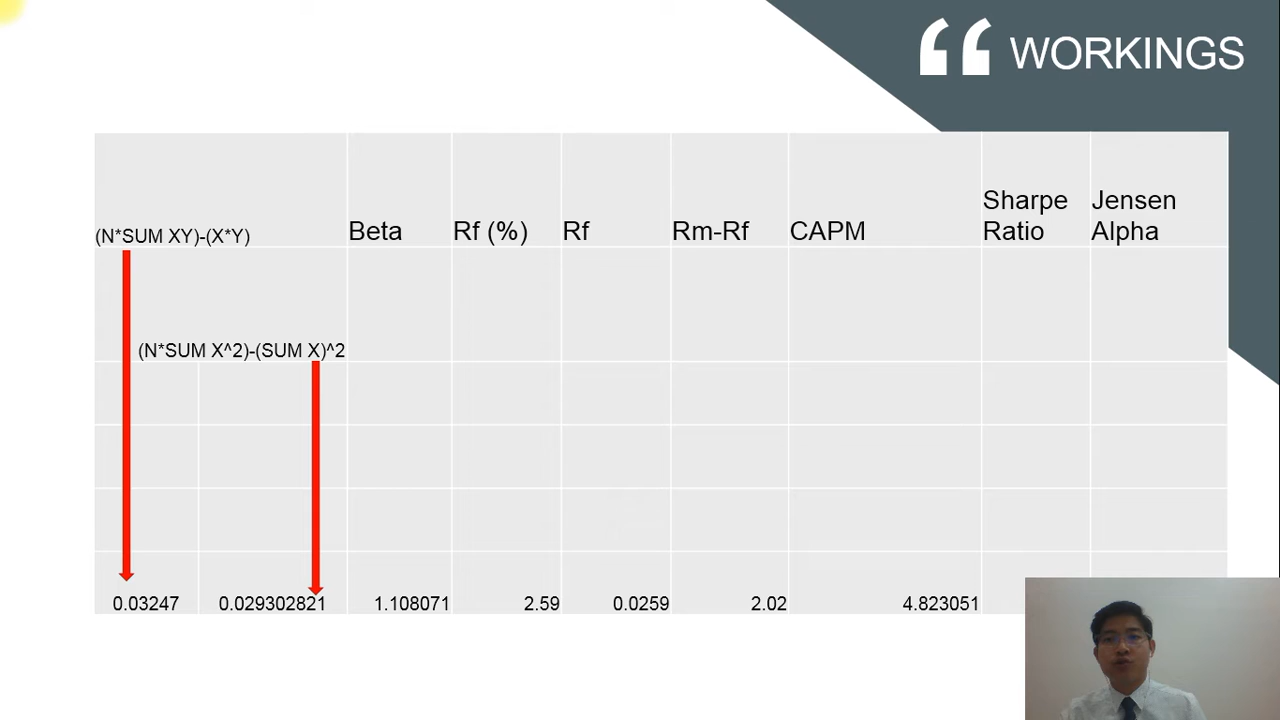 WORKINGS
(N*SUM XY)-(X*Y)
Beta
Rf (%)
Rf
Rm-Rf
CAPM
Sharpe
Ratio
Jensen
Alpha
(N*SUM X^2)-(SUM X)^2
0.03247
0.029302821
1.108071
2.59
0.0259
2.02
4.823051